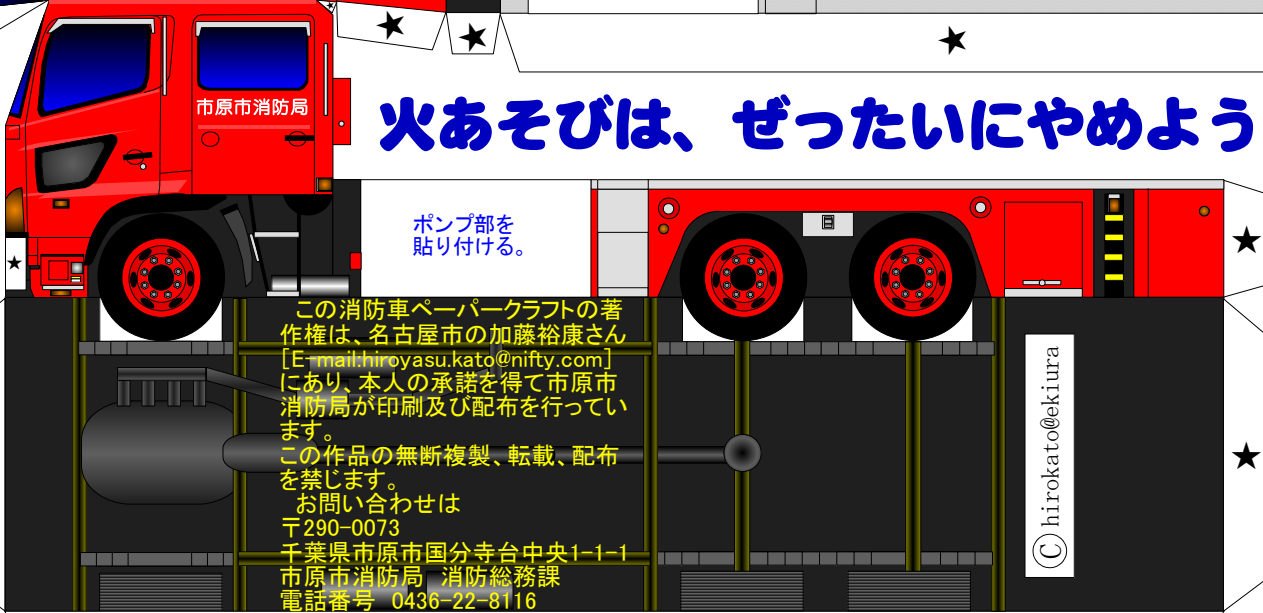 市原市消防局
火あそびは、ぜったいにやめよう
ポンプ部を
貼り付ける。
この消防車ペーパークラフトの著
作権は、名古屋市の加藤裕康さん
[E-mail:hiroyasu.kato@nifty.com]
にあり、本人の承諾を得て市原市
消防局が印刷及び配布を行ってい
ます。
この作品の無断複製、転載、配布
を禁じます。
お問い合わせは
〒290-0073
千葉県市原市国分寺台中央1-1-1
市原市消防局　消防総務課
電話番号　0436-22-8116
Ⓒ hirokato@ekiura